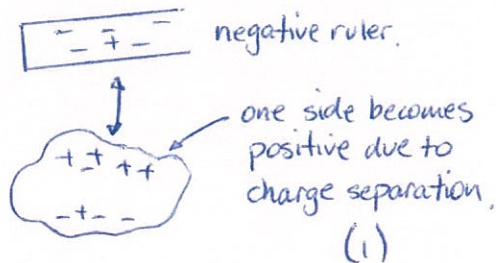 − − −
− + −
negative ruler.
one side becomes
positive due to
charge separation.
+ + + +
−
− + − −
(1)